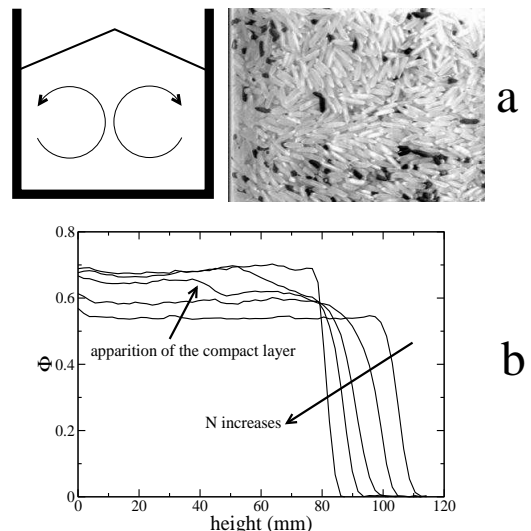 a
0.8
0.6
0.4
0.2
0
Φ
apparition of the compact layer
N increases
b
0 20 40 60 80 100 120
height (mm)